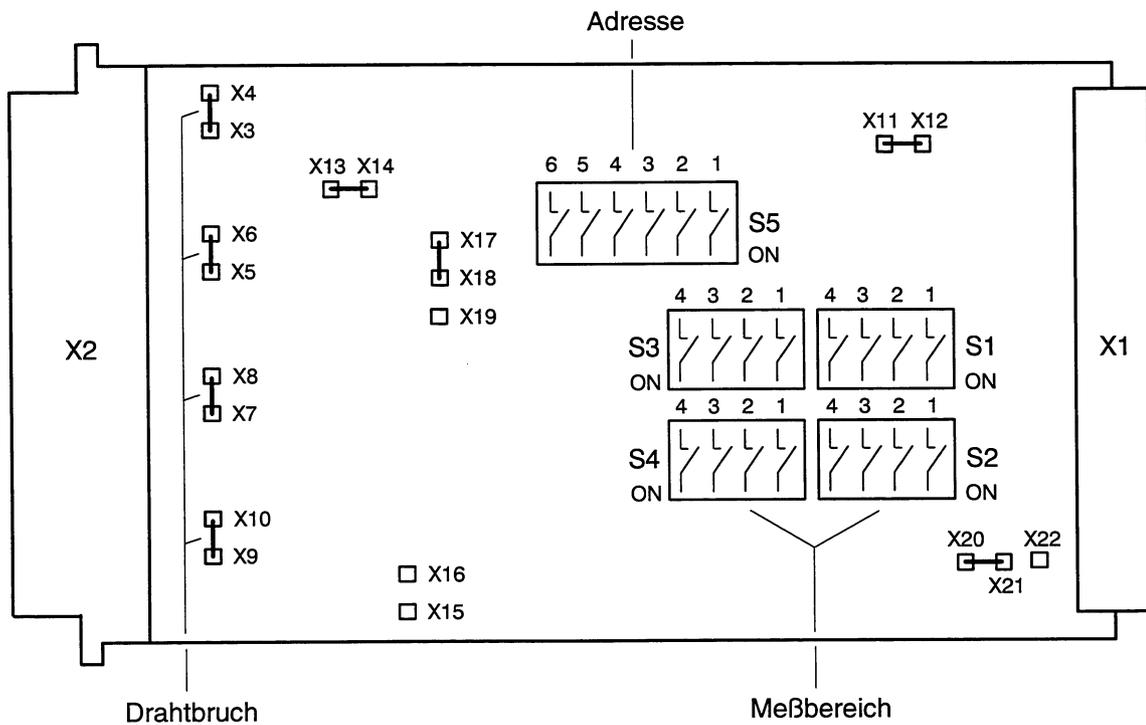 Adresse
X4
X3
X11 X12
X13 X14
6 5 4 3 2 1
S5
ON
X6
X5
X17
X18
X19
4 3 2 1
4 3 2 1
X2
S3
ON
S1
ON
X1
X8
X7
4 3 2 1
4 3 2 1
S4
ON
S2
ON
X10
X9
X20
X22
X21
X16
X15
Drahtbruch
Meßbereich